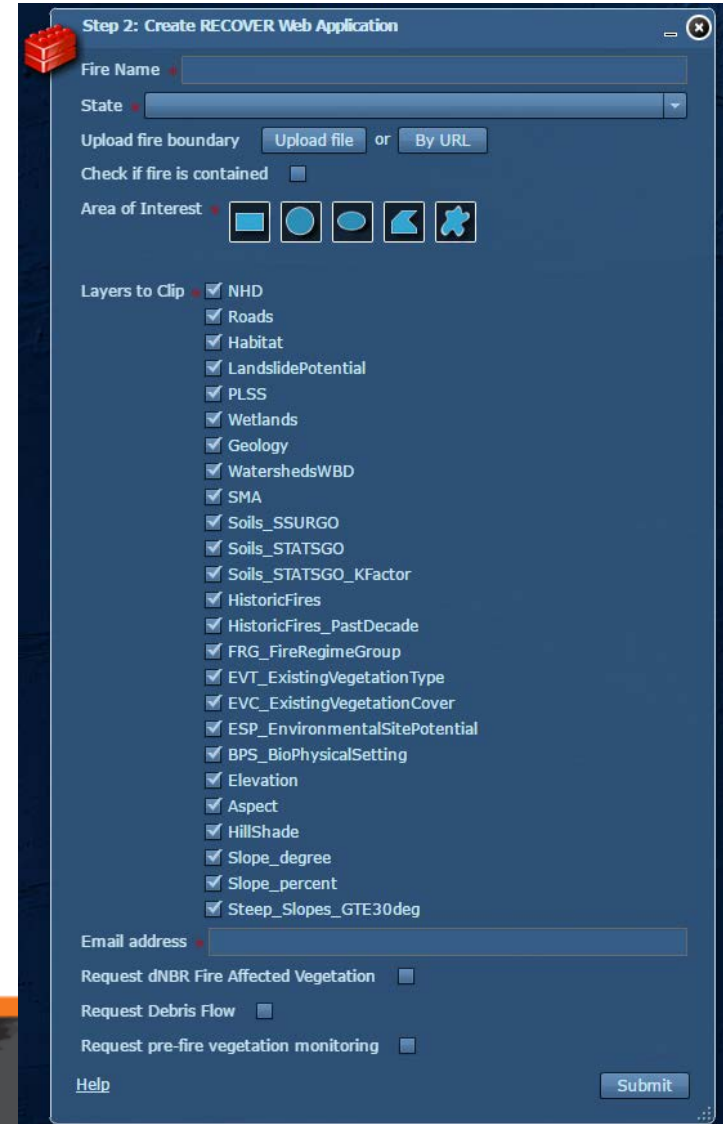 Step 2: Create RECOVER Web Application
Fire Name *
State *
Upload fire boundary Upload file or By URL
Check if fire is contained
Area of Interest *
Layers to Clip * NHD
Roads
Habitat
LandslidePotential
PLSS
Wetlands
Geology
WatershedsWBD
SMA
Soils_SSURGO
Soils_STATSGO
Soils_STATSGO_KFactor
HistoricFires
HistoricFires_PastDecade
FRG_FireRegimeGroup
EVT_ExistingVegetationType
EVC_ExistingVegetationCover
ESP_EnvironmentalSitePotential
BPS_BioPhysicalSetting
Elevation
Aspect
HillShade
Slope_degree
Slope_percent
Steep_Slopes_GTE30deg
Email address *
Request dNBR Fire Affected Vegetation
Request Debris Flow
Request pre-fire vegetation monitoring
Help Submit